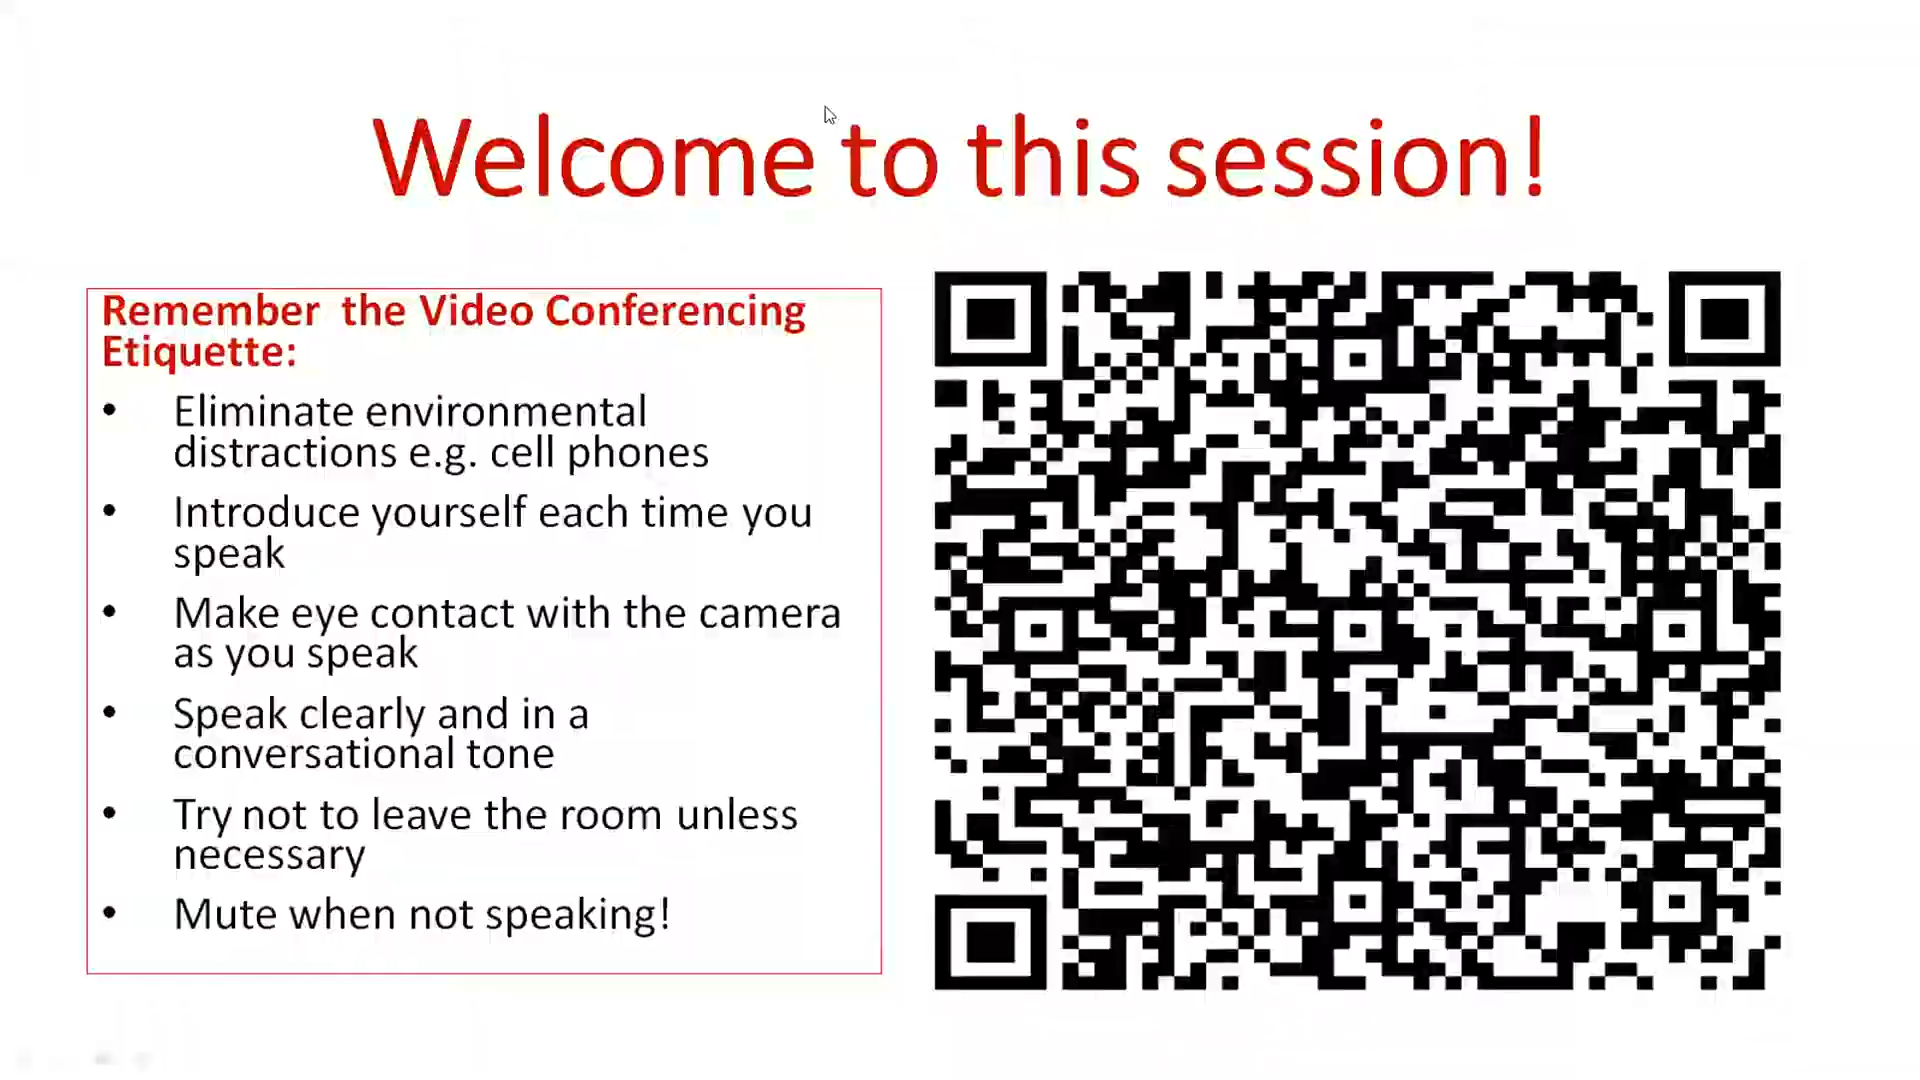 Welcome to this session!
Remember  the Video Conferencing
Etiquette:
• Eliminate environmental
distractions e.g. cell phones
• Introduce yourself each time you
speak
• Make eye contact with the camera
as you speak
• Speak clearly and in a
conversational tone
• Try not to leave the room unless
necessary
• Mute when not speaking!